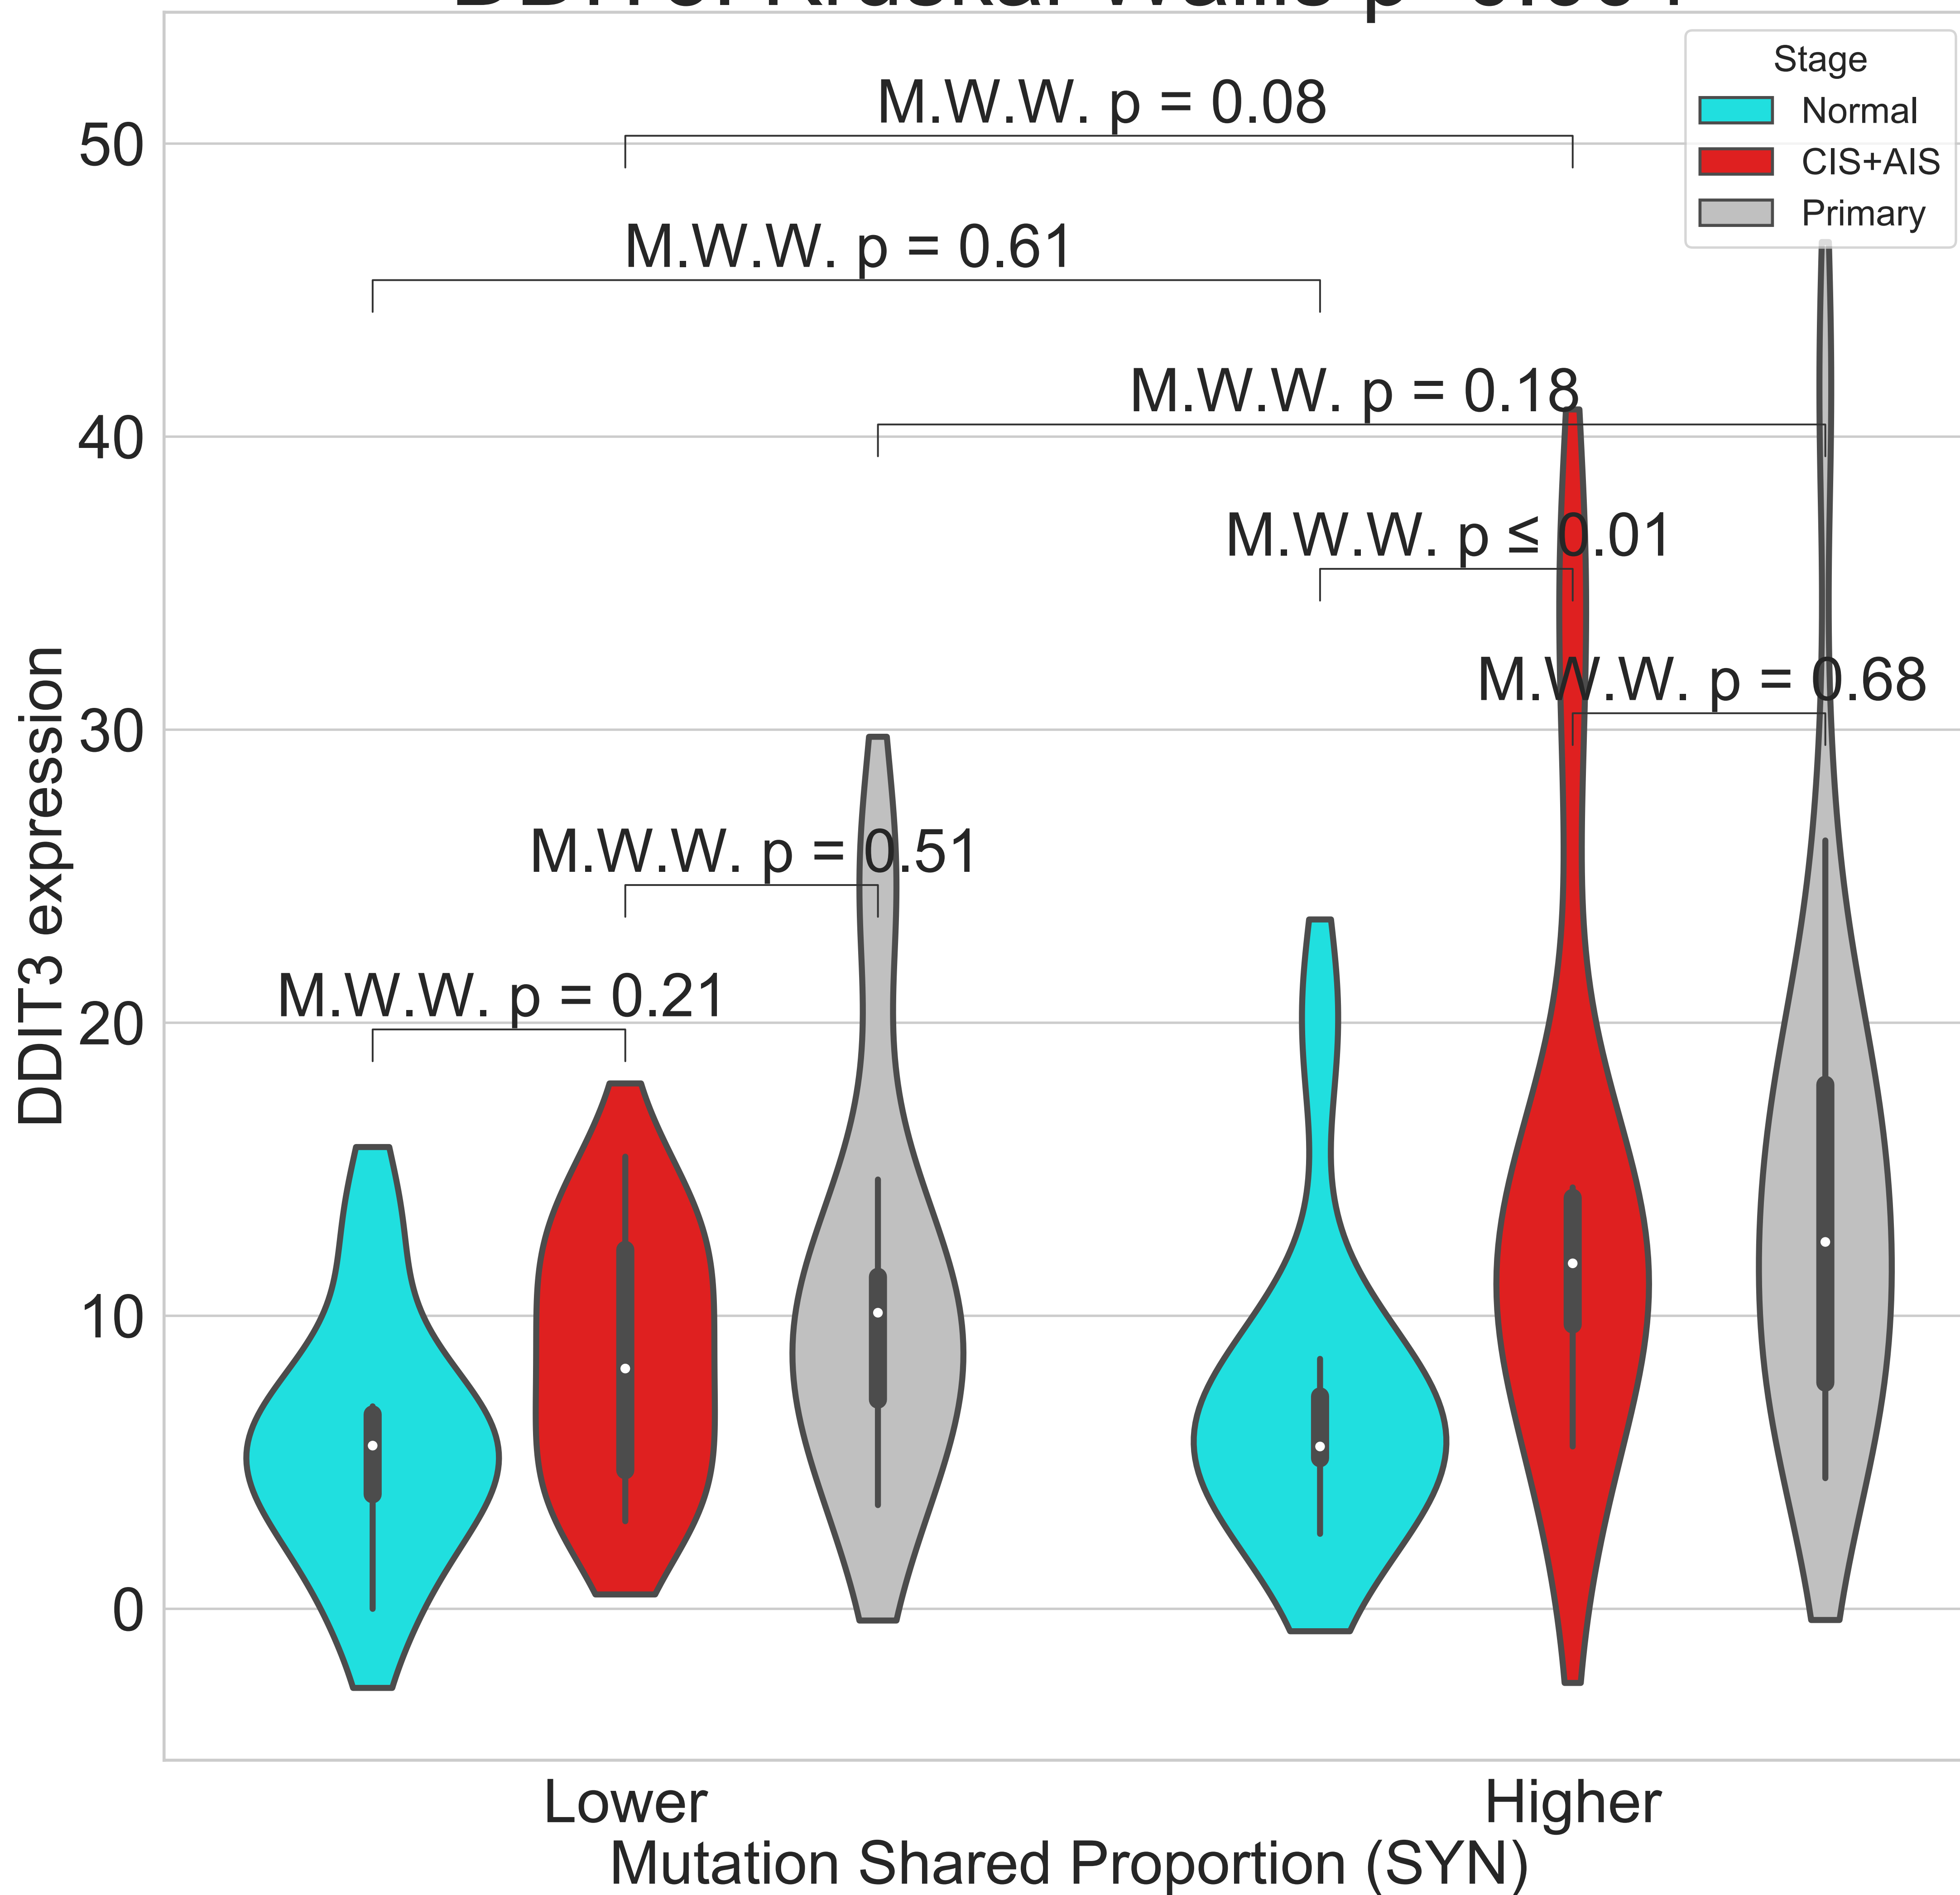 Stage
Normal
CIS+AIS
Primary
M.W.W. p = 0.08
M.W.W. p = 0.61
M.W.W. p = 0.18
M.W.W. p ≤ 0.01
M.W.W. p = 0.68
M.W.W. p = 0.51
M.W.W. p = 0.21
DDIT3 expression
50
40
30
20
10
0
Lower
Higher
Mutation Shared Proportion (SYN)